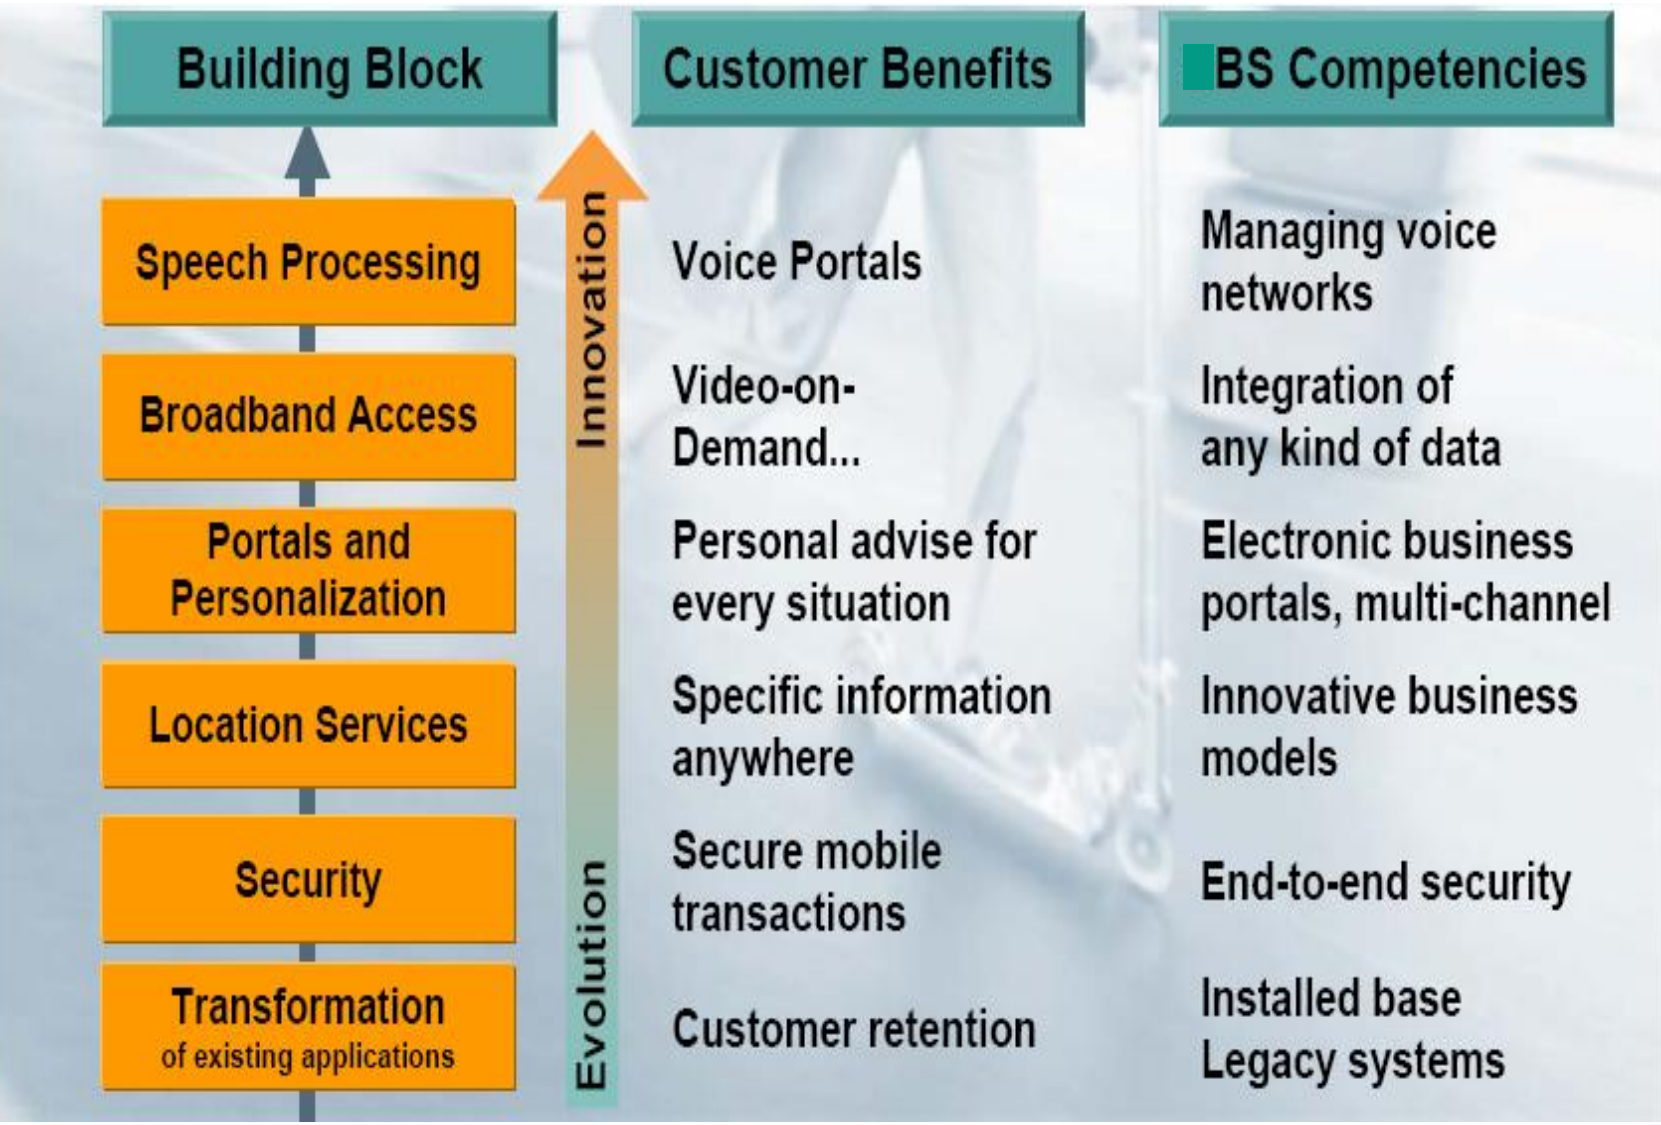 Building Block
Customer Benefits
BS Competencies
Innovation
Evolution
Speech Processing
Voice Portals
Managing voice
networks
Broadband Access
Video-on-
Demand...
Integration of
any kind of data
Portals and
Personalization
Personal advise for
every situation
Electronic business
portals, multi-channel
Location Services
Specific information
anywhere
Innovative business
models
Security
Secure mobile
transactions
End-to-end security
Transformation
of existing applications
Customer retention
Installed base
Legacy systems